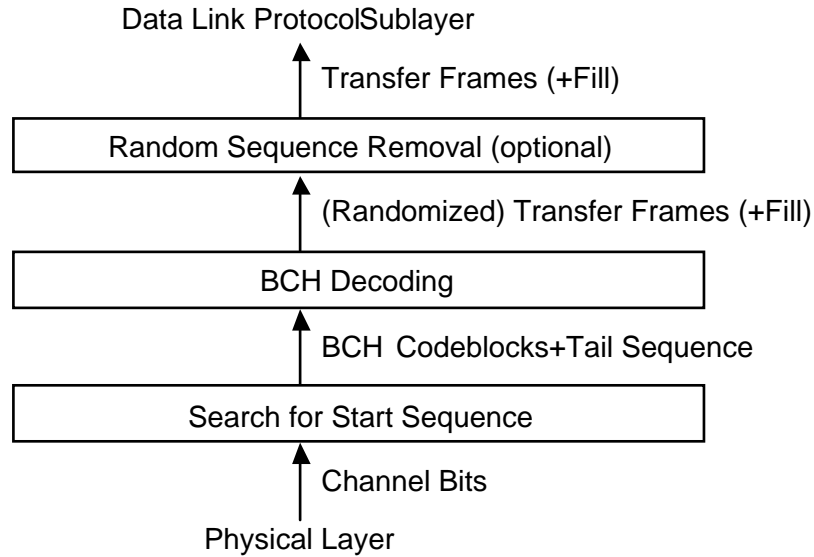 Data Link ProtocolSublayer
Transfer Frames (+Fill)
Random Sequence Removal (optional)
(Randomized) Transfer Frames (+Fill)
BCH Decoding
BCH Codeblocks+Tail Sequence
Search for Start Sequence
Channel Bits
Physical Layer